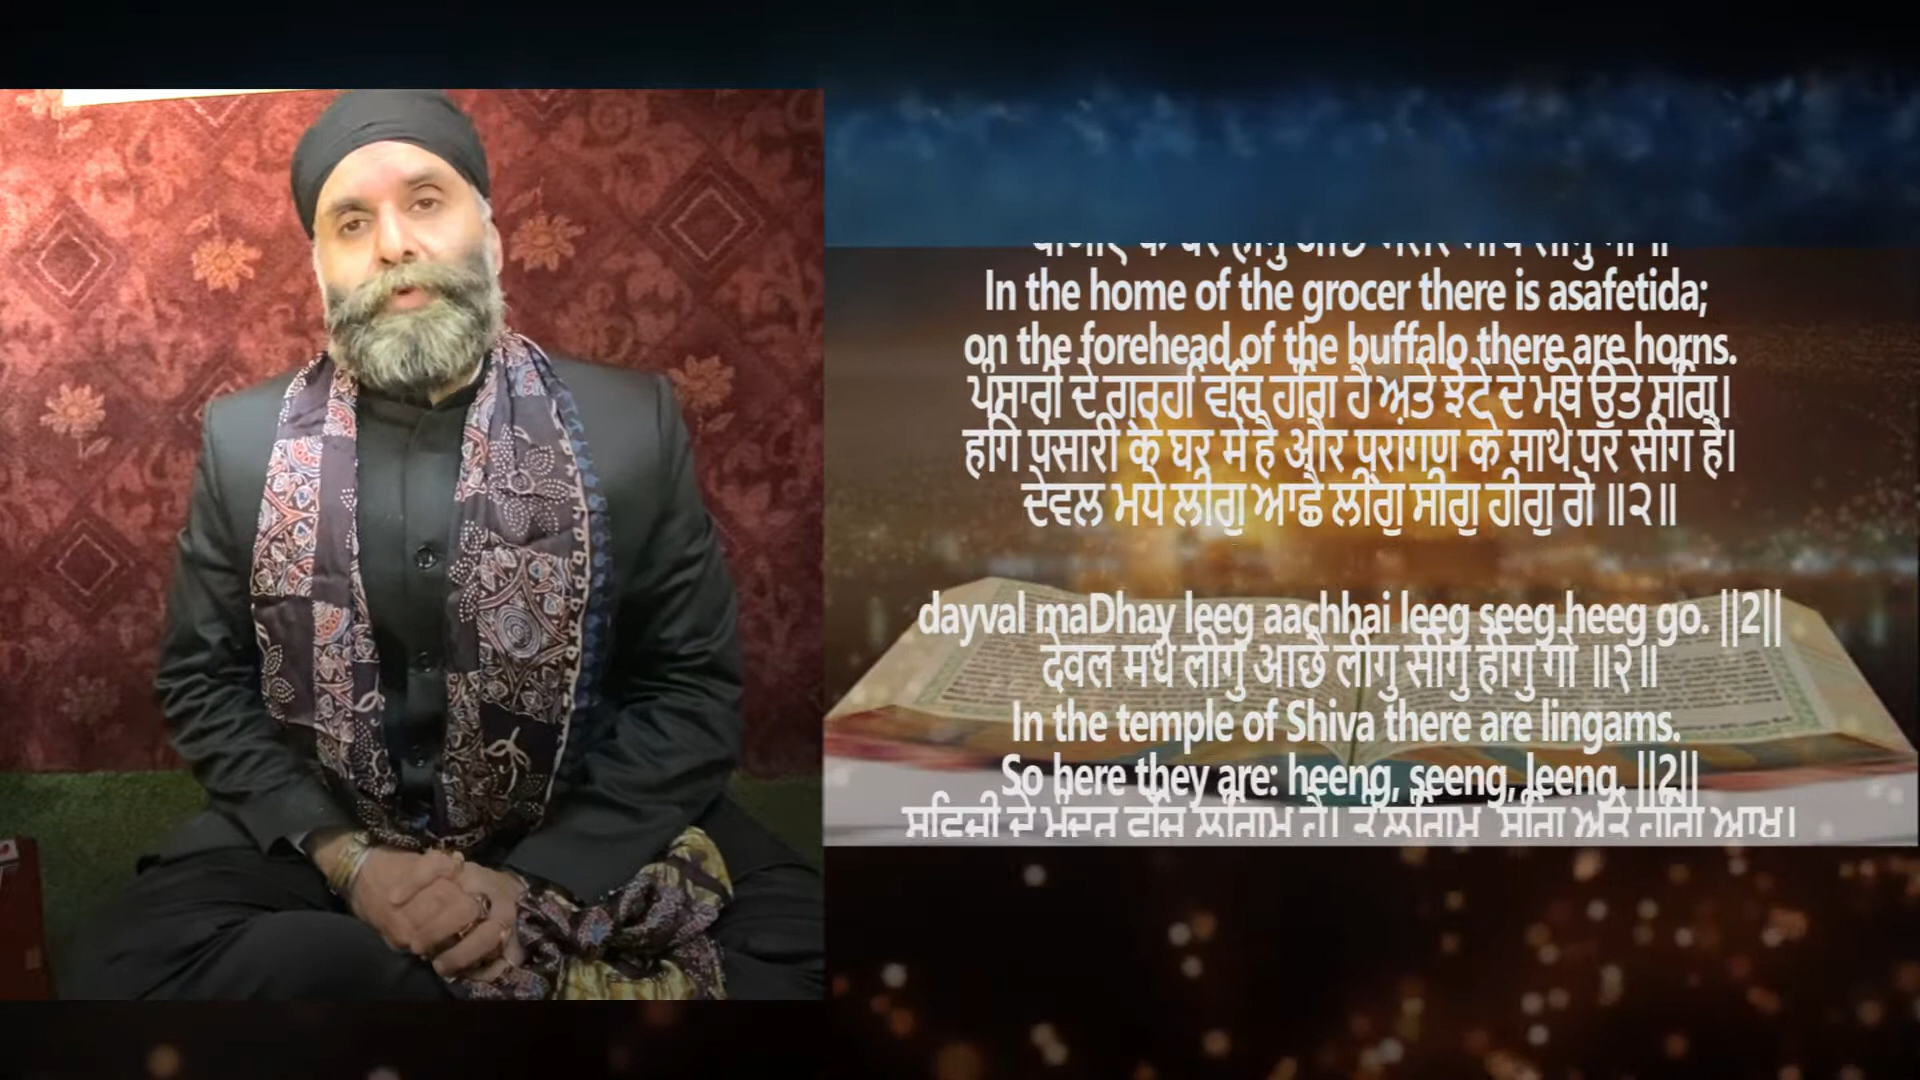 In the home of the grocer there is asafetida;
on the forehead of the buffalo there are horns.
ਪੰਸਾਰੀ ਦੇ ਗ੍ਰਹਿ ਵਿਚ ਹੀਂਗ ਹੈ ਅਤੇ ਝੋਟੇ ਦੇ ਮੱਥੇ ਉਤੇ ਸੀਂਗ।
हींग पंसारी के घर में है और प्रांगण के माथे पर सींग हैं।
ਦੇਵਲ ਮਧੇ ਲੀਗੁ ਆਛੈ ਲੀਗੁ ਸੀਗੁ ਹੀਗੁ ਗੋ ॥੨॥
dayval maDhay leeg aachhai leeg seeg heeg go. ||2||
देवल मधे लीगु आछै लीगु सीगु हीगु गो ॥२॥
In the temple of Shiva there are lingams.
So here they are: heeng, seeng, leeng. ||2||